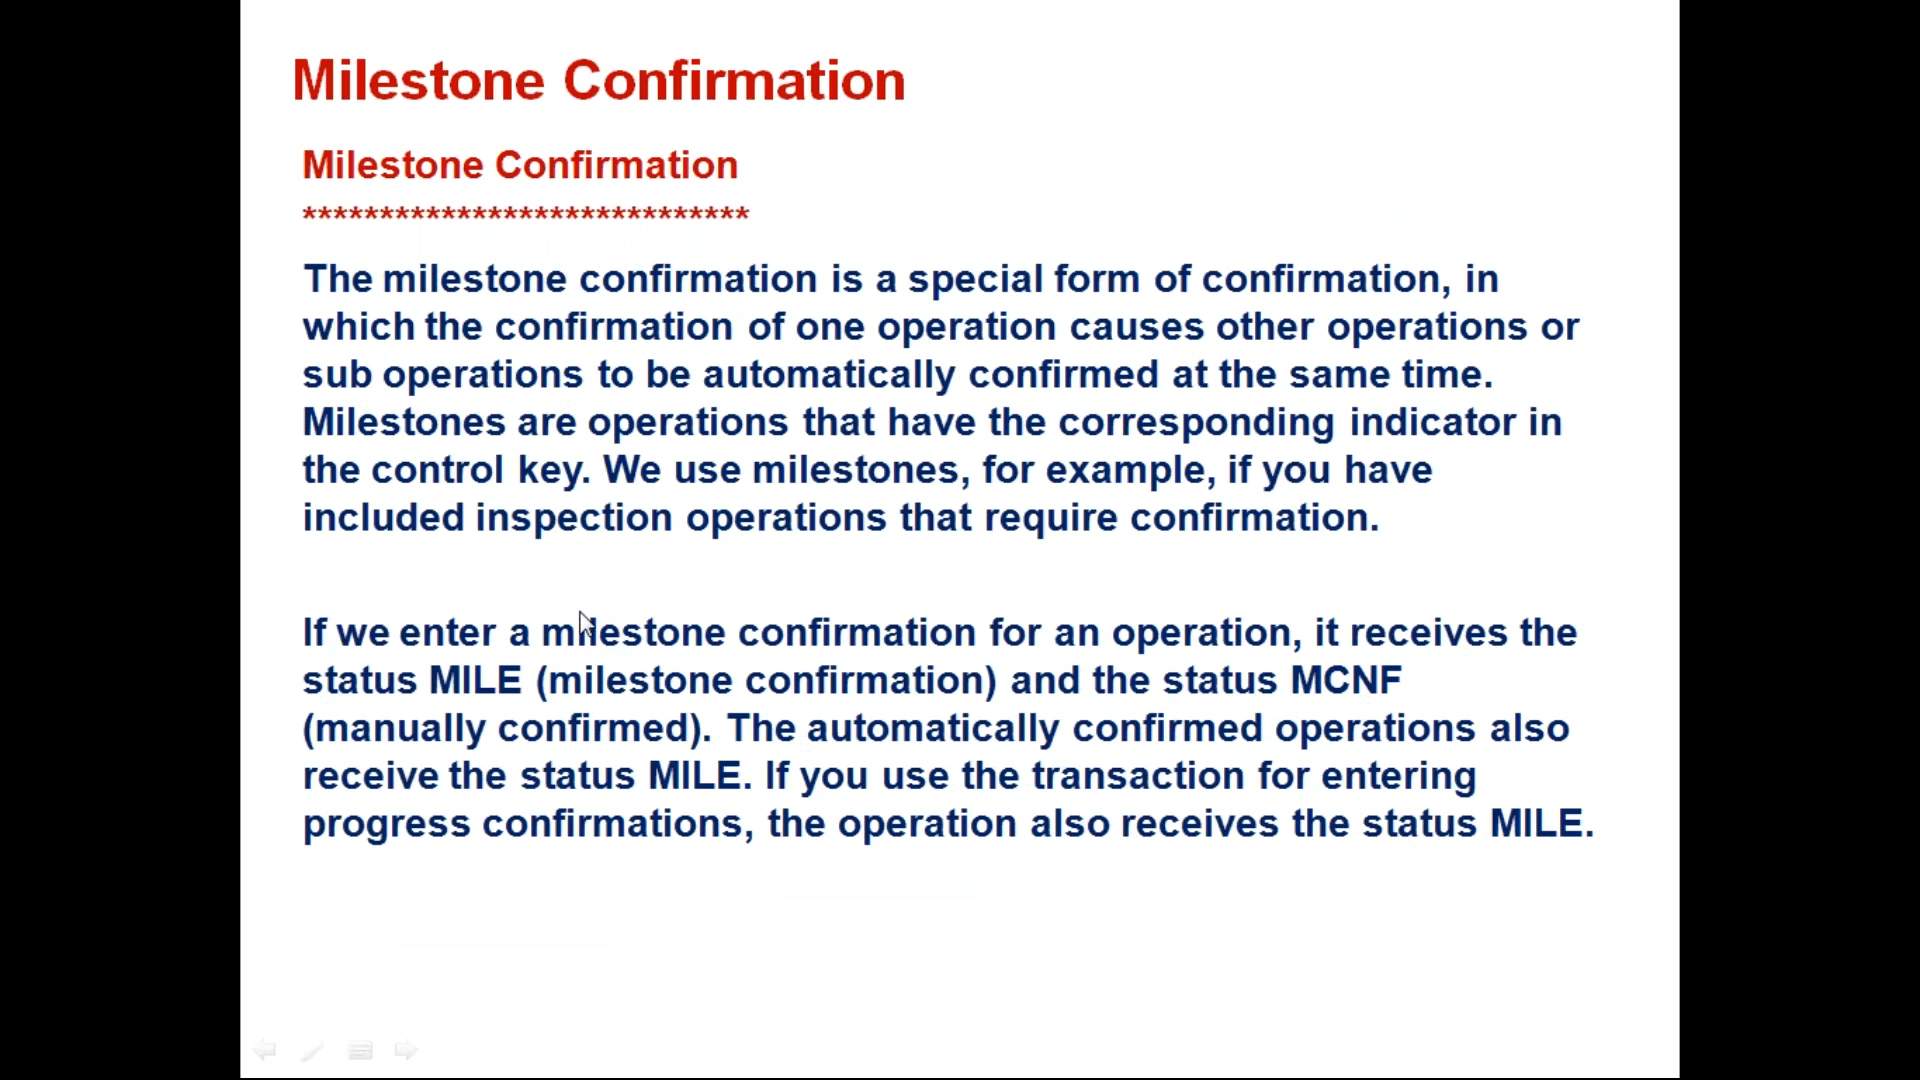 Milestone Confirmation
Milestone Confirmation
*****************************
The milestone confirmation is a special form of confirmation, in
which the confirmation of one operation causes other operations or
sub operations to be automatically confirmed at the same time.
Milestones are operations that have the corresponding indicator in
the control key. We use milestones, for example, if you have
included inspection operations that require confirmation.
If we enter a milestone confirmation for an operation, it receives the
status MILE (milestone confirmation) and the status MCNF
(manually confirmed). The automatically confirmed operations also
receive the status MILE. If you use the transaction for entering
progress confirmations, the operation also receives the status MILE.